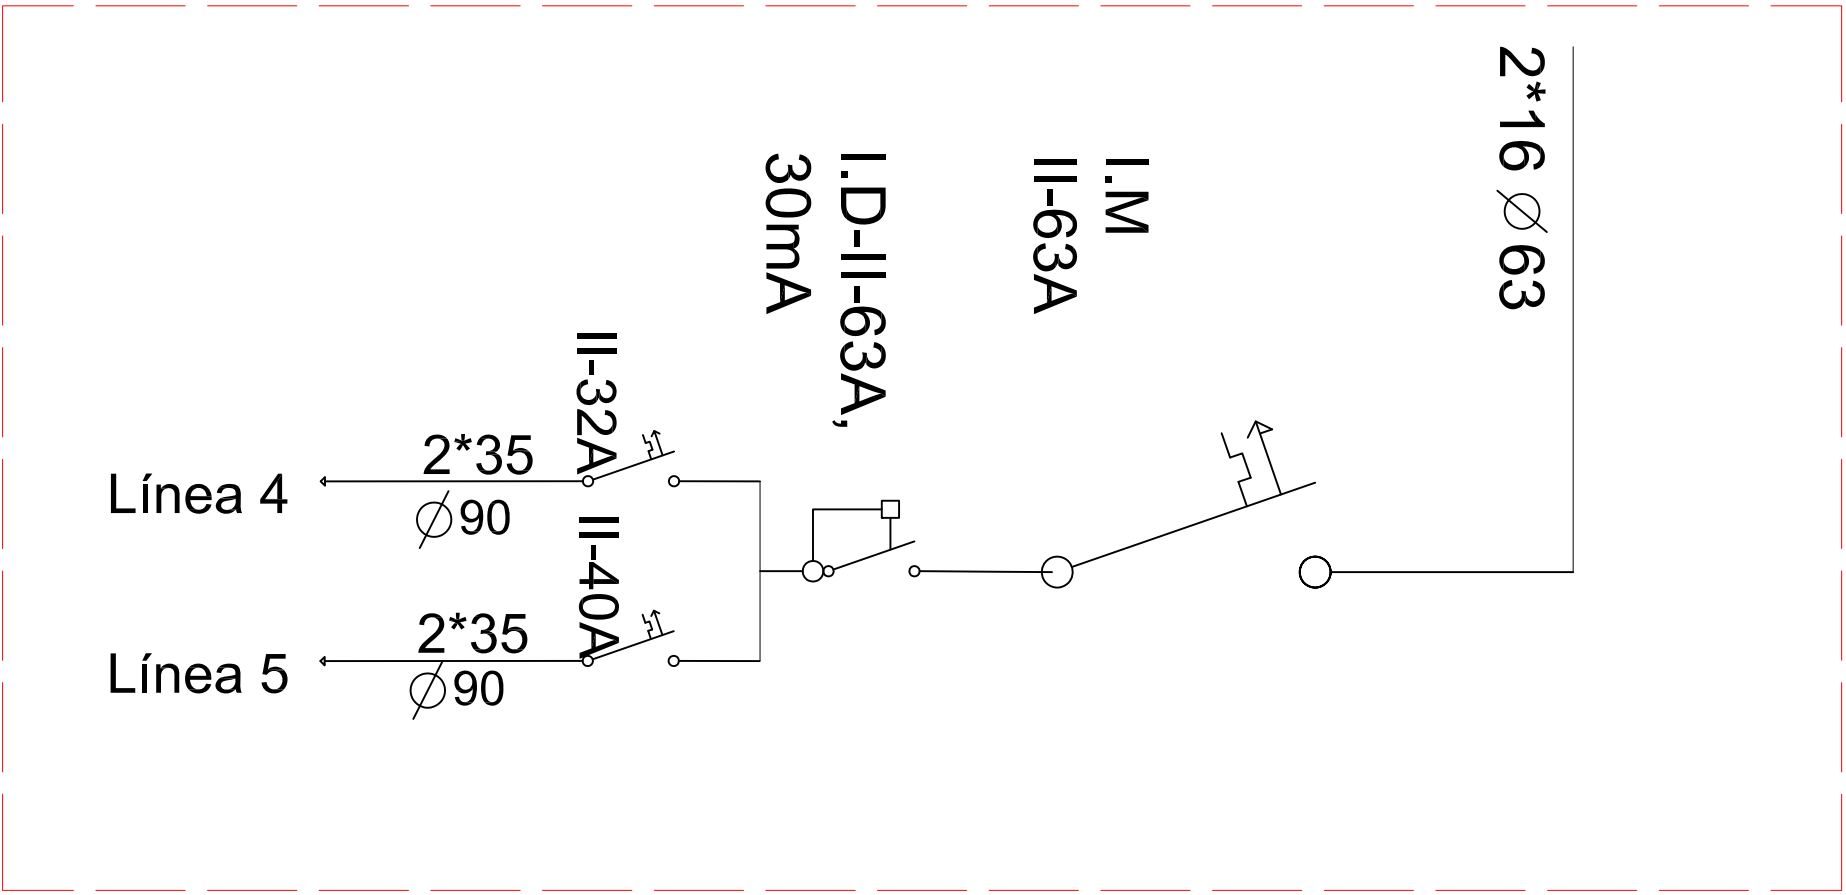 2*16 Ø 63
I.M
II-63A
I.D-II-63A,
30mA
II-32A
2*35
Línea 4
Ø 90
II-40A
2*35
Línea 5
Ø 90